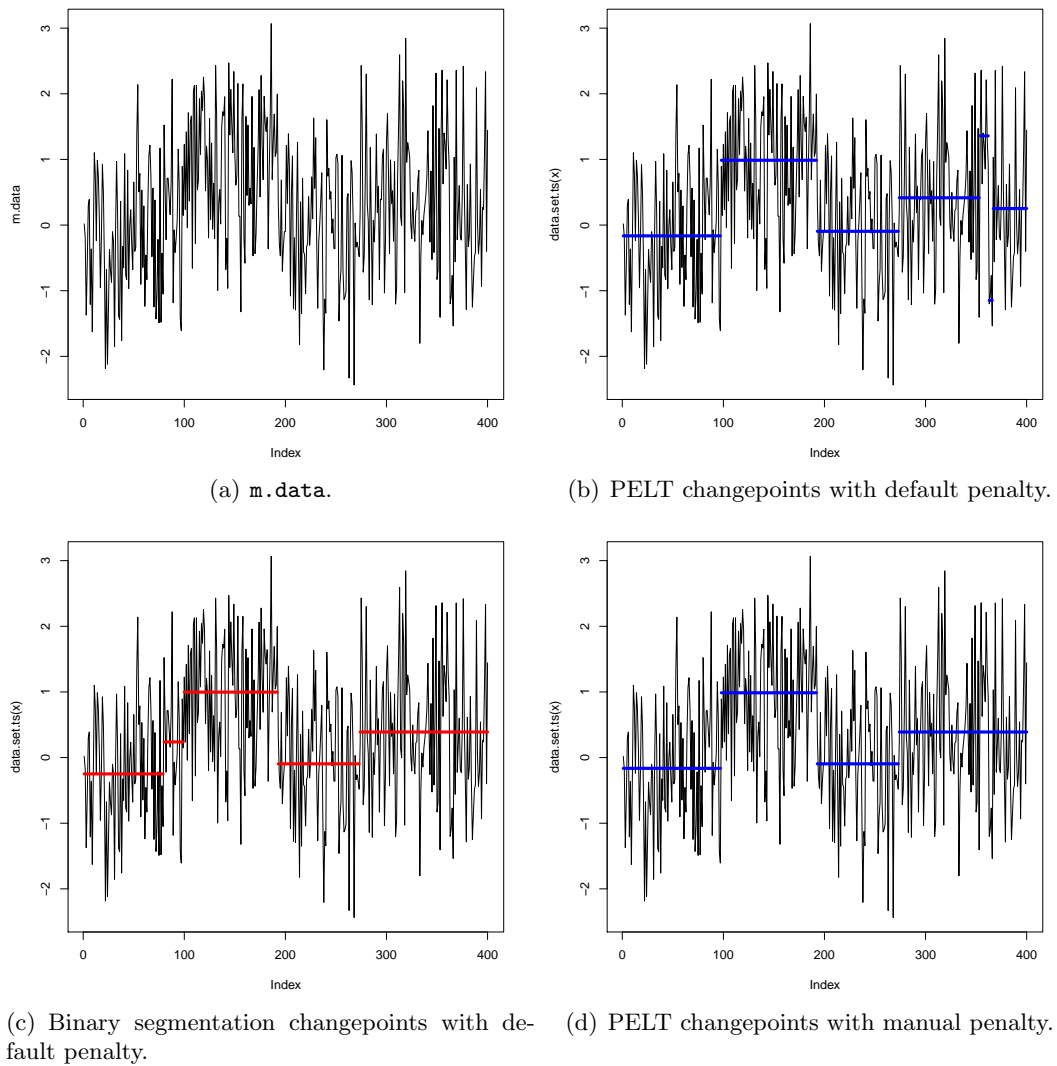 3
2
1
0
−1
−2
m.data
0 100 200 300 400
Index
(a) m.data.
3
2
1
0
−1
−2
data.set.ts(x)
0 100 200 300 400
Index
(b) PELT changepoints with default penalty.
3
2
1
0
−1
−2
data.set.ts(x)
0 100 200 300 400
Index
(c) Binary segmentation changepoints with de-
fault penalty.
3
2
1
0
−1
−2
data.set.ts(x)
0 100 200 300 400
Index
(d) PELT changepoints with manual penalty.